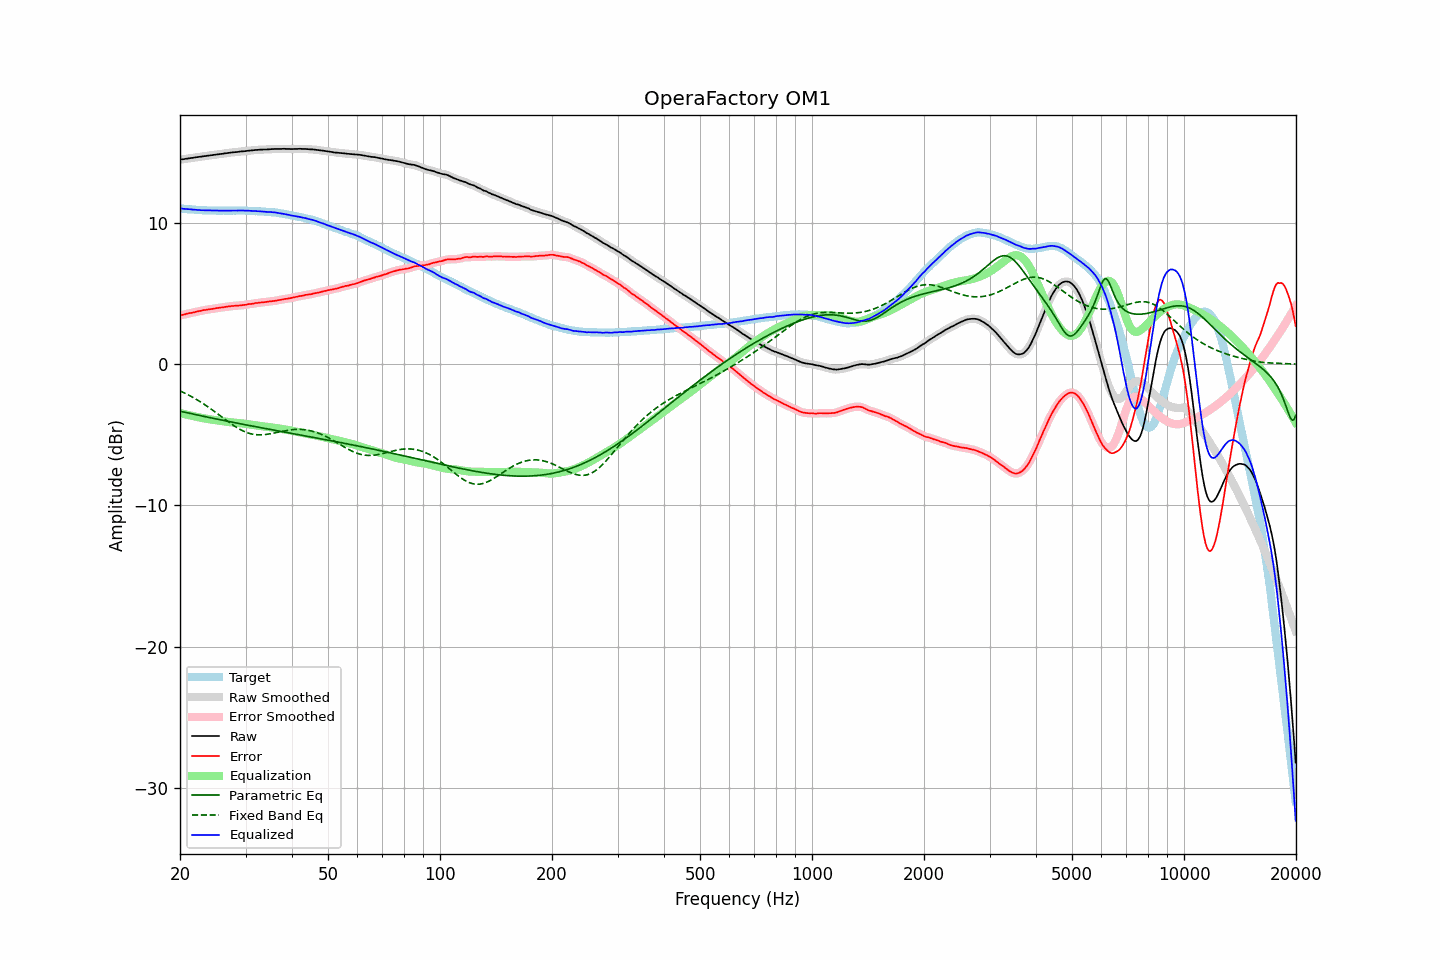 OperaFactory OM1
Amplitude (dBr)
10
0
−10
−20
−30
Target
Raw Smoothed
Error Smoothed
Raw
Error
Equalization
Parametric Eq
Fixed Band Eq
Equalized
20 50 100 200 500 1000 2000 5000 10000 20000
Frequency (Hz)